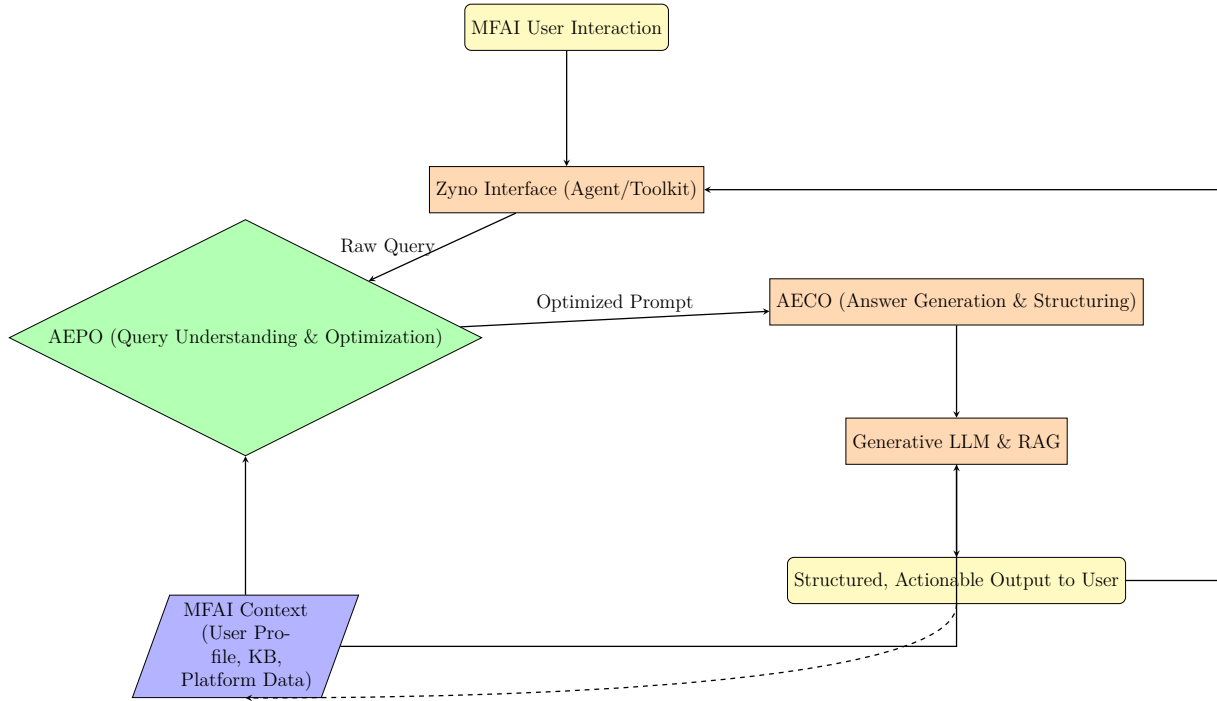 MFAI User Interaction
Zyno Interface (Agent/Toolkit)
Raw Query
Optimized Prompt
AECO (Answer Generation & Structuring)
AEPO (Query Understanding & Optimization)
Generative LLM & RAG
Structured, Actionable Output to User
MFAI Context
(User Pro-
file, KB,
Platform Data)